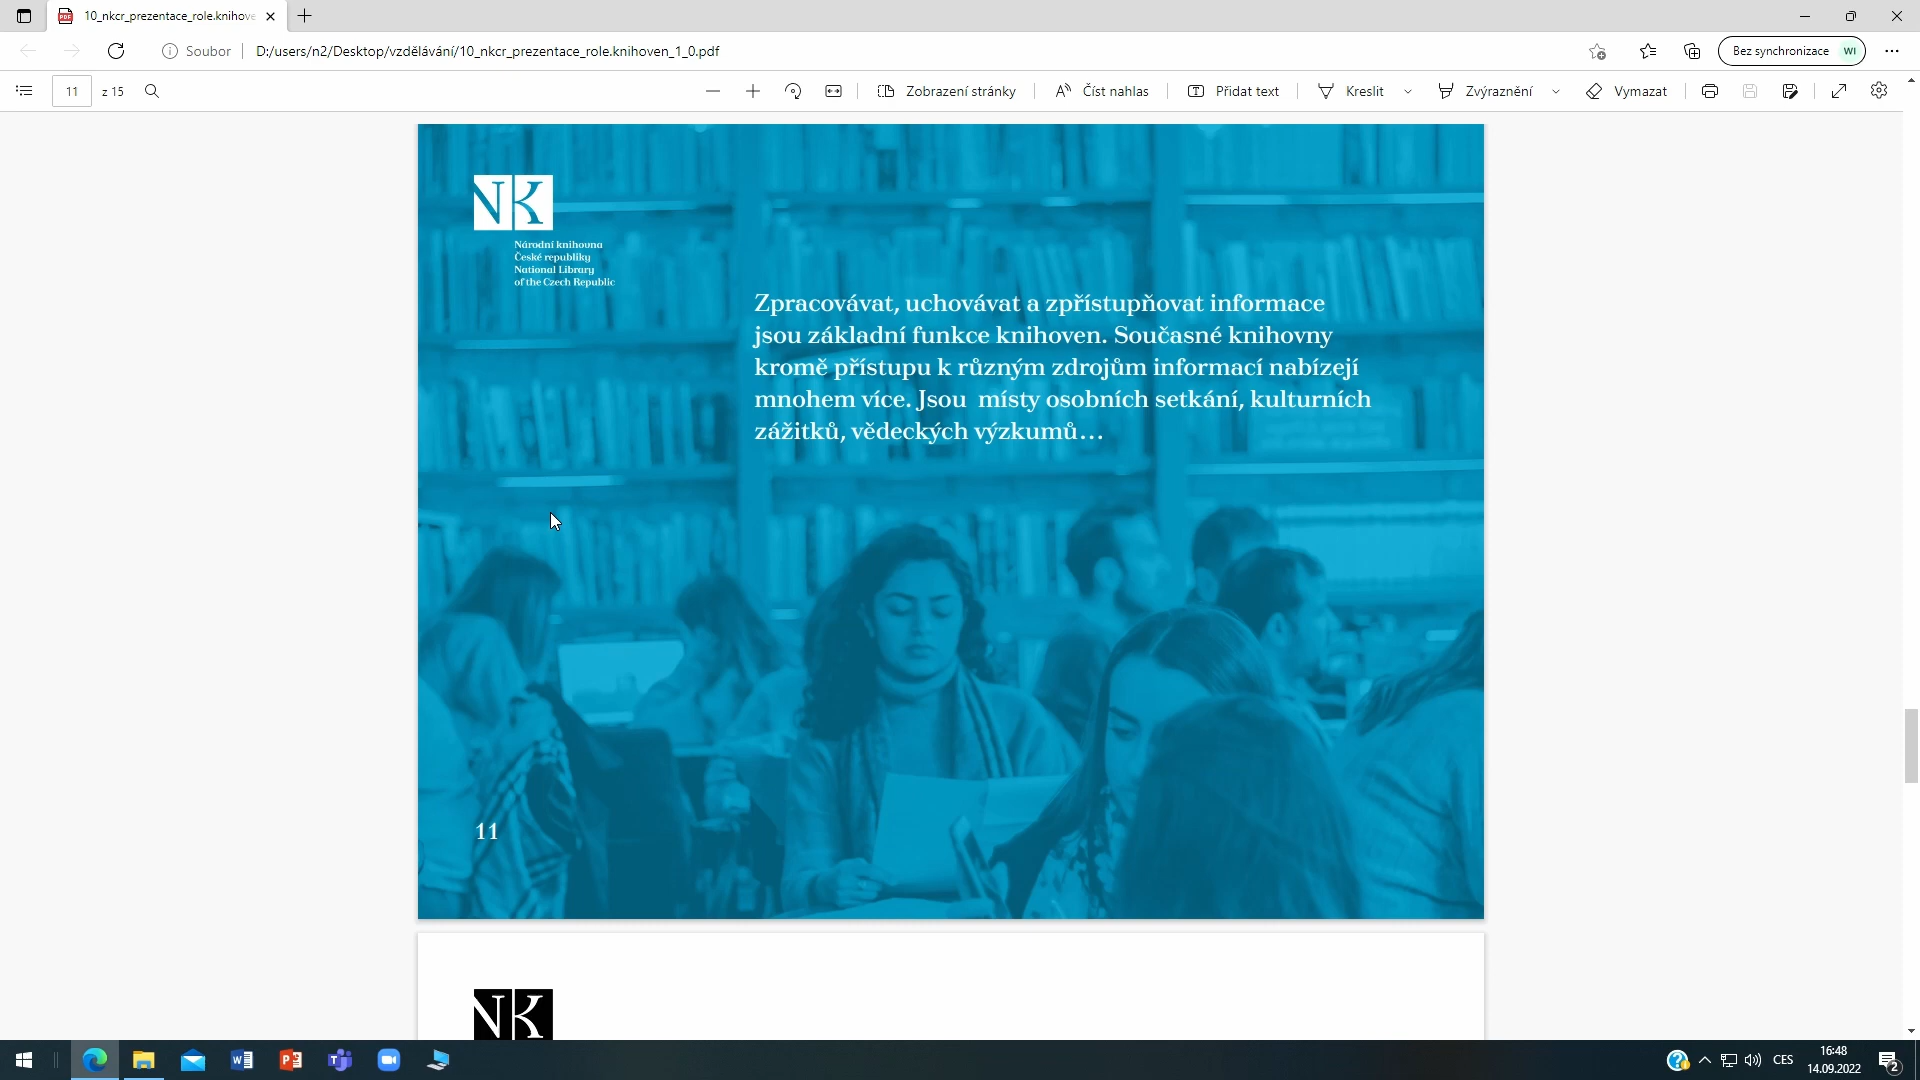 10_nkcr_prezentace_role.knihove
Soubor
D:/users/n2/Desktop/vzdělávání/10_nkcr_prezentace_role.knihoven_1_0.pdf
Bez synchronizace
WI
11
z 15
Zobrazení stránky
Číst nahlas
Přidat text
Kreslit
Zvýraznění
Vymazat
NK
Národní knihovna
České republiky
National Library
of the Czech Republic
Zpracovávat, uchovávat a zpřístupňovat informace
jsou základní funkce knihoven. Současné knihovny
kromě přístupu k různým zdrojům informací nabízejí
mnohem více. Jsou  místy osobních setkání, kulturních
zážitků, vědeckých výzkumů…
11
NK
CES
16:48
14.09.2022
2